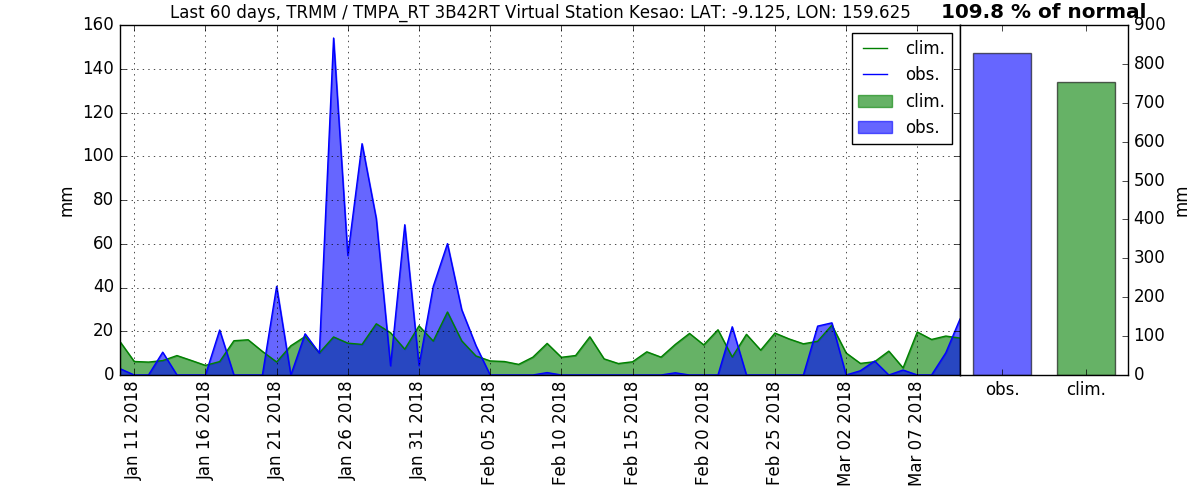 Last 60 days, TRMM / TMPA_RT 3B42RT Virtual Station Kesao: LAT: -9.125, LON: 159.625
109.8 % of normal
160
140
120
100
80
60
40
20
0
mm
clim.
obs.
clim.
obs.
900
800
700
600
500
400
300
200
100
0
mm
Jan 11 2018
Jan 16 2018
Jan 21 2018
Jan 26 2018
Jan 31 2018
Feb 05 2018
Feb 10 2018
Feb 15 2018
Feb 20 2018
Feb 25 2018
Mar 02 2018
Mar 07 2018
obs.
clim.